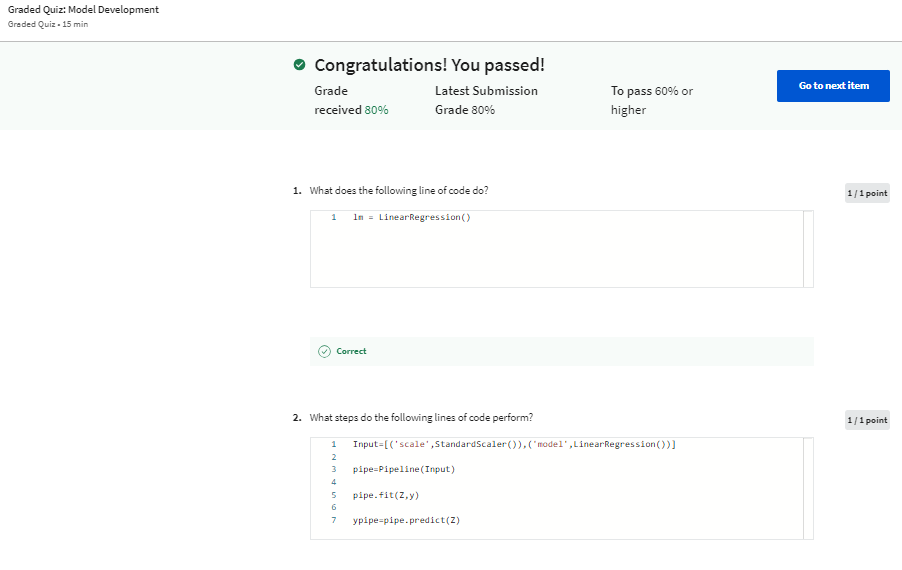 Graded Quiz: Model Development
Graded Quiz • 15 min
Congratulations! You passed!
Grade received 80%
Latest Submission Grade 80%
To pass 60% or higher
Go to next item
1. What does the following line of code do?
1 / 1 point
1 lm = LinearRegression()
Correct
2. What steps do the following lines of code perform?
1 / 1 point
1 Input=[('scale',StandardScaler()),('model',LinearRegression())]
2
3 pipe=Pipeline(Input)
4
5 pipe.fit(Z,y)
6
7 ypipe=pipe.predict(Z)